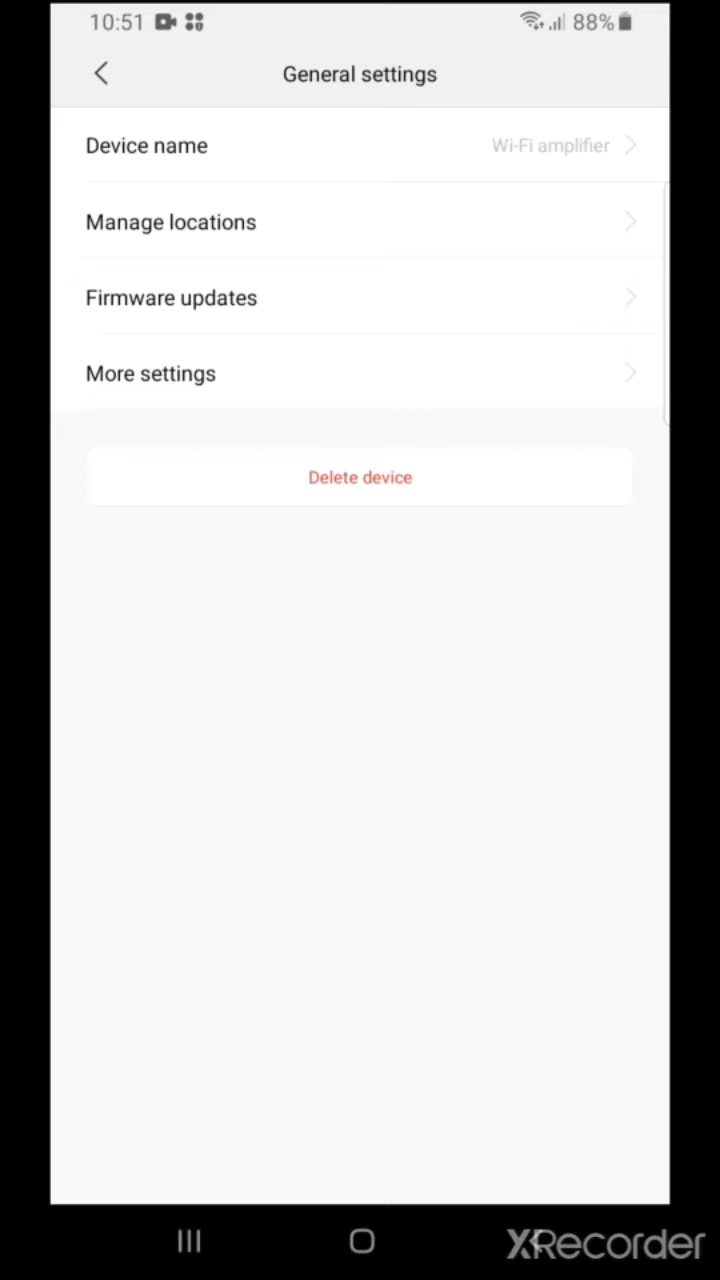 10:51 88%
General settings
Device name Wi-Fi amplifier
Manage locations
Firmware updates
More settings
Delete device
XRecorder